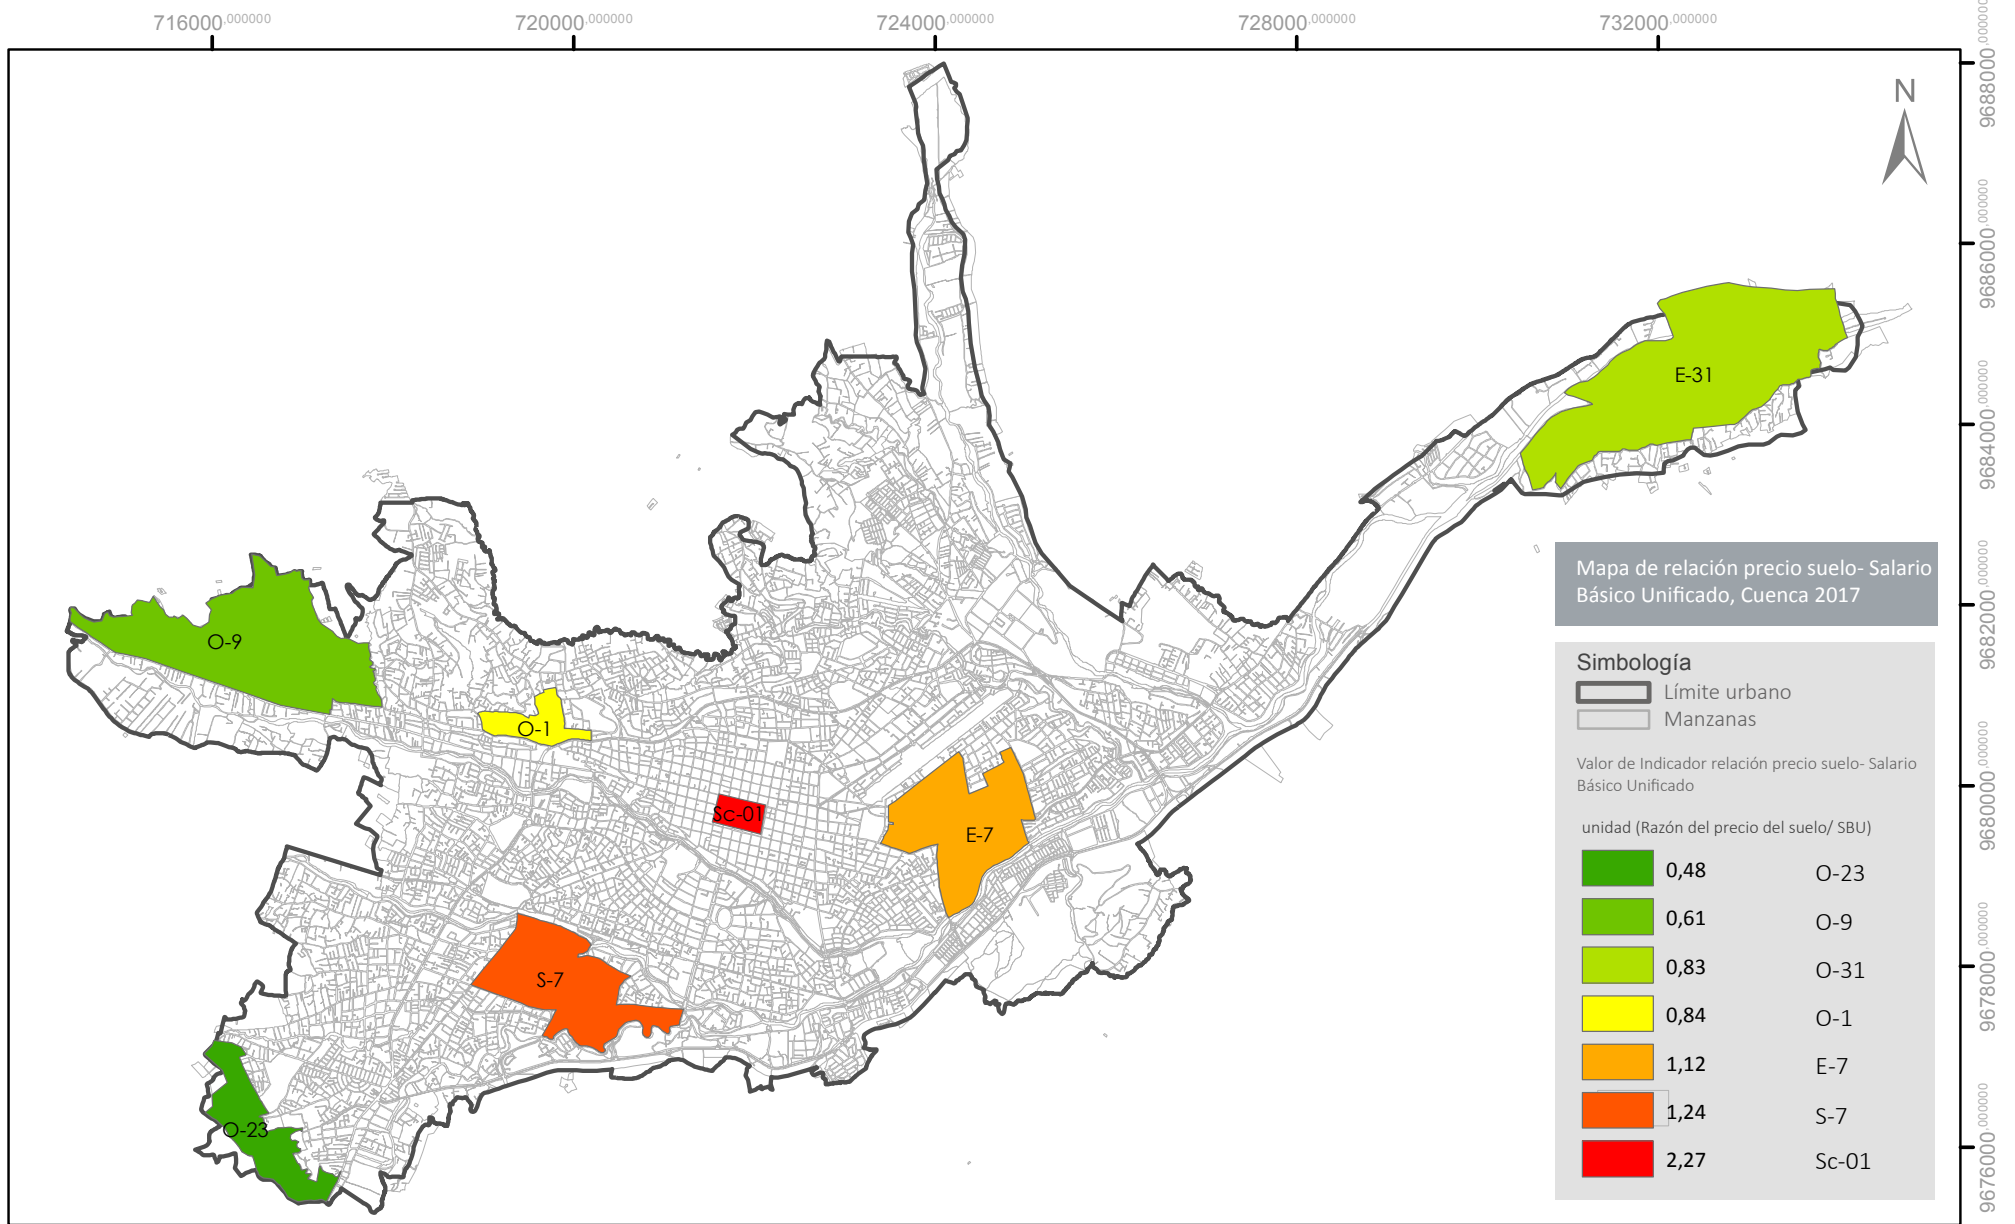 716000,000000 720000,000000 724000,000000 728000,000000 732000,000000
9688000,000000
N
9686000,000000
E-31
9684000,000000
9682000,000000
Mapa de relación precio suelo- Salario
Básico Unificado, Cuenca 2017
O-9
Simbología
Límite urbano
Manzanas
O-1
Valor de Indicador relación precio suelo- Salario
Básico Unificado
9680000,000000
Sc-01
E-7
unidad (Razón del precio del suelo/ SBU)
0,48 O-23
0,61 O-9
0,83 O-31
9678000,000000
S-7
0,84 O-1
1,12 E-7
1,24 S-7
O-23
2,27 Sc-01
9676000,000000